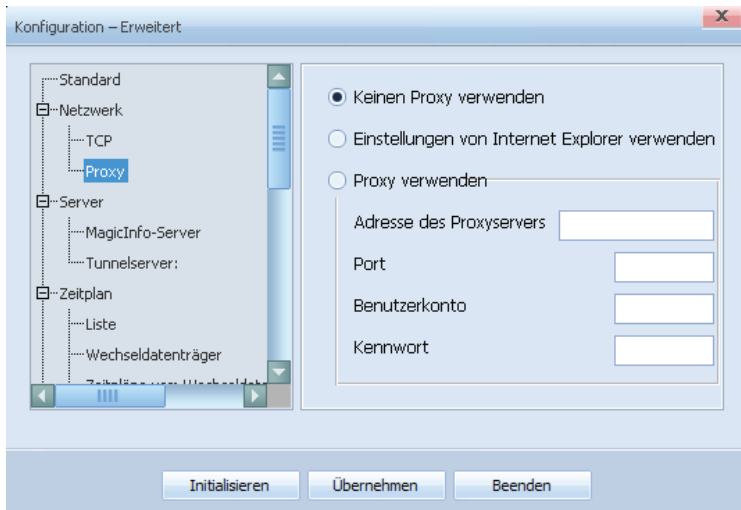 Konfiguration – Erweitert
x
Standard
Netzwerk
TCP
Proxy
Server
MagicInfo-Server
Tunnelserver:
Zeitplan
Liste
Wechseldatenträger
Keinen Proxy verwenden
Einstellungen von Internet Explorer verwenden
Proxy verwenden
Adresse des Proxyservers
Port
Benutzerkonto
Kennwort
Initialisieren
Übernehmen
Beenden